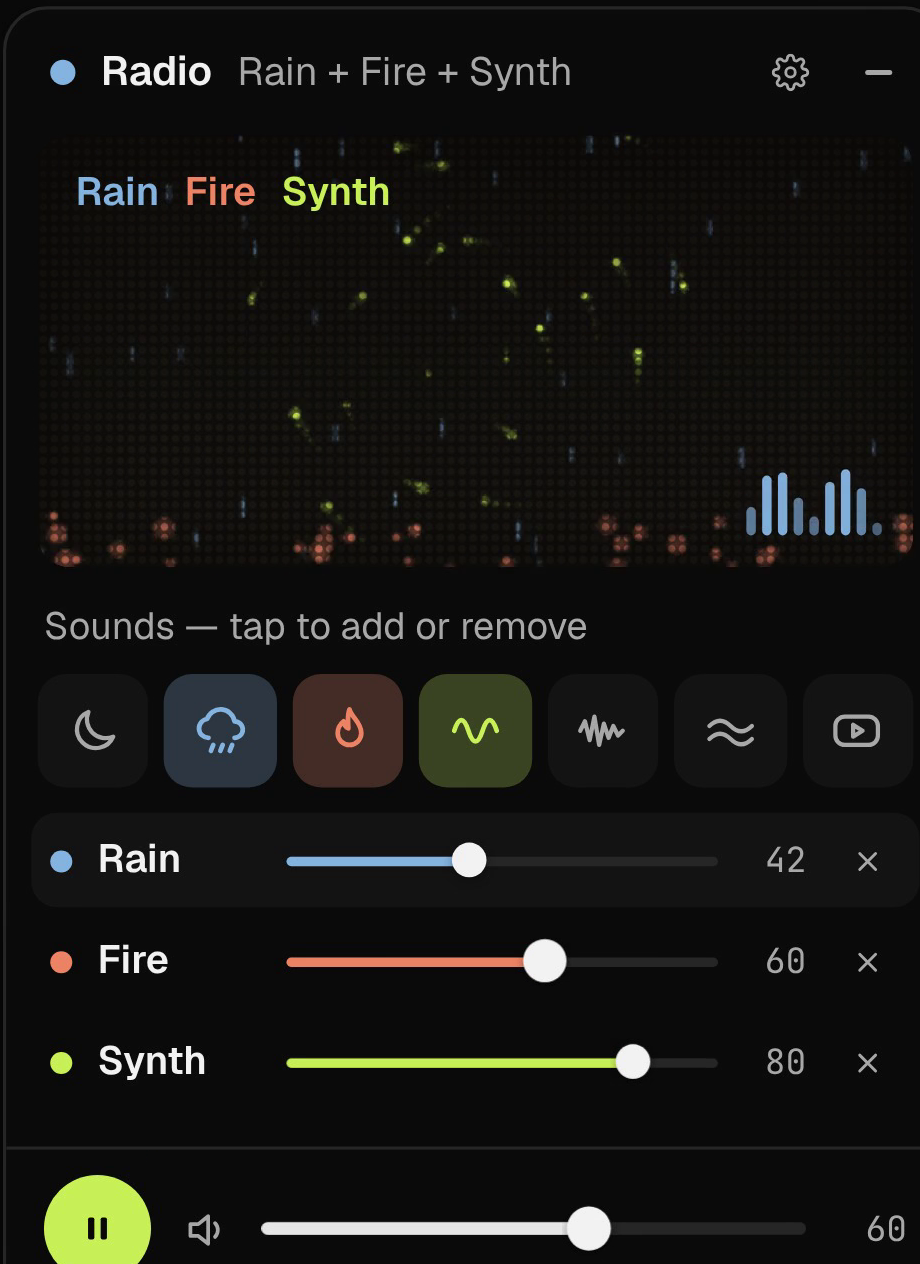 Radio Rain + Fire + Synth
Rain Fire Synth
Sounds — tap to add or remove
Rain 42
Fire 60
Synth 80
60